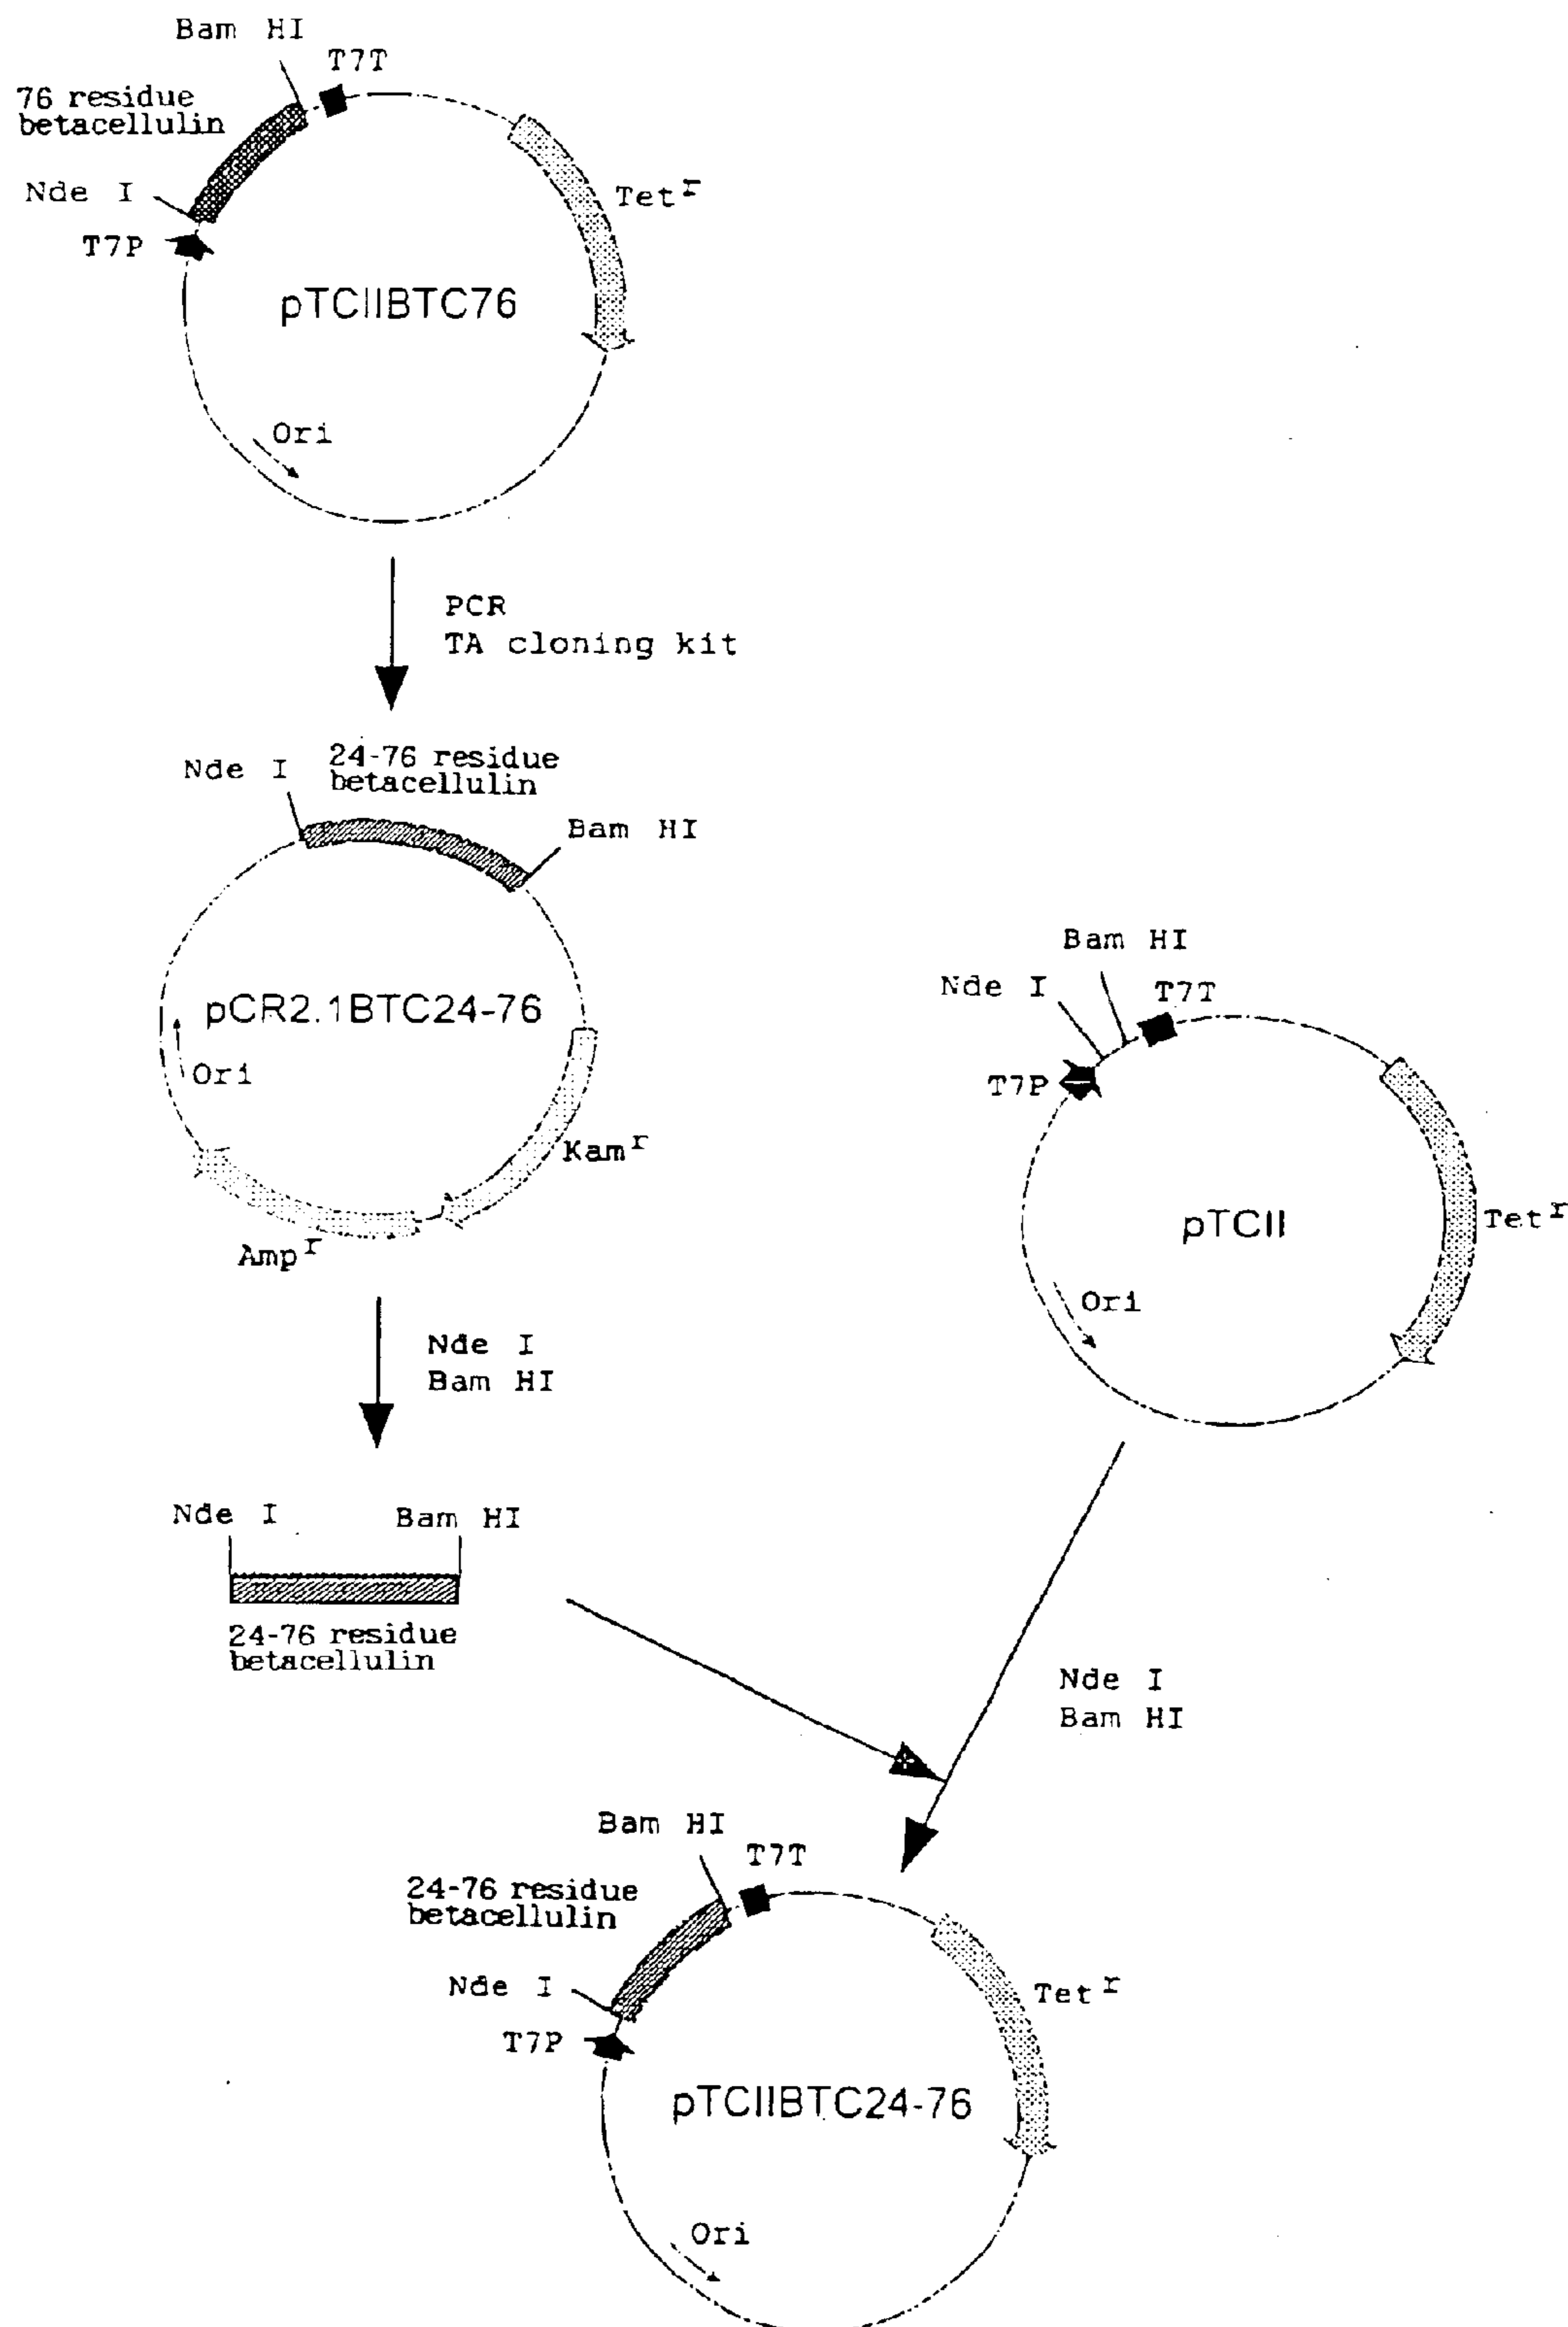 Bam HI
T7T
76 residue
betacellulin
Nde I
Tet r
T7P
pTCIIBTC76
Ori
PCR
TA cloning kit
24-76 residue
betacellulin
Nde I
Bam HI
pCR2.1BTC24-76
Ori
Kam r
Amp r
Bam HI
Nde I
T7T
T7P
pTCII
Tet r
Ori
Nde I
Bam HI
Nde I
Bam HI
24-76 residue
betacellulin
Nde I
Bam HI
Bam HI
T7T
24-76 residue
betacellulin
Nde I
Tet r
T7P
pTCIIBTC24-76
Ori